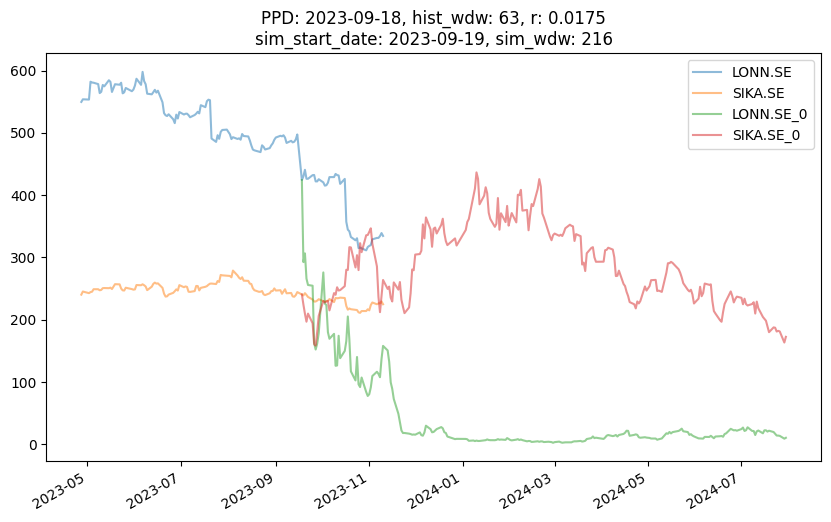 PPD: 2023-09-18, hist_wdw: 63, r: 0.0175
sim_start_date: 2023-09-19, sim_wdw: 216
LONN.SE
SIKA.SE
LONN.SE_0
SIKA.SE_0
600
500
400
300
200
100
0
2023-05
2023-07
2023-09
2023-11
2024-01
2024-03
2024-05
2024-07